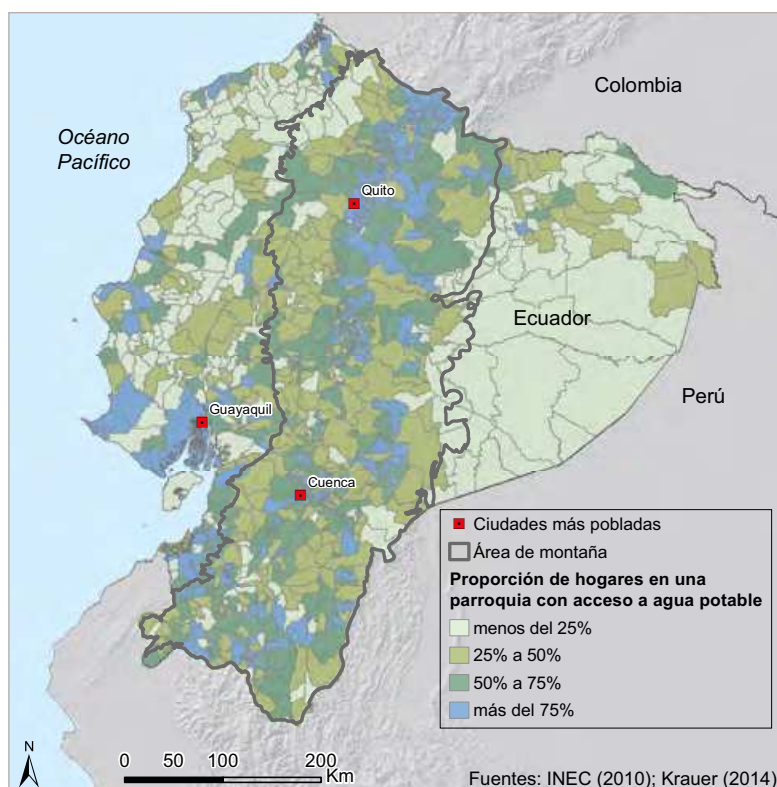 Colombia
Océano
Pacífico
Quito
Ecuador
Perú
Guayaquil
Cuenca
Ciudades más pobladas
Área de montaña
Proporción de hogares en una
parroquia con acceso a agua potable
menos del 25%
25% a 50%
50% a 75%
más del 75%
N
0 50 100 200
Km
Fuentes: INEC (2010); Krauer (2014)